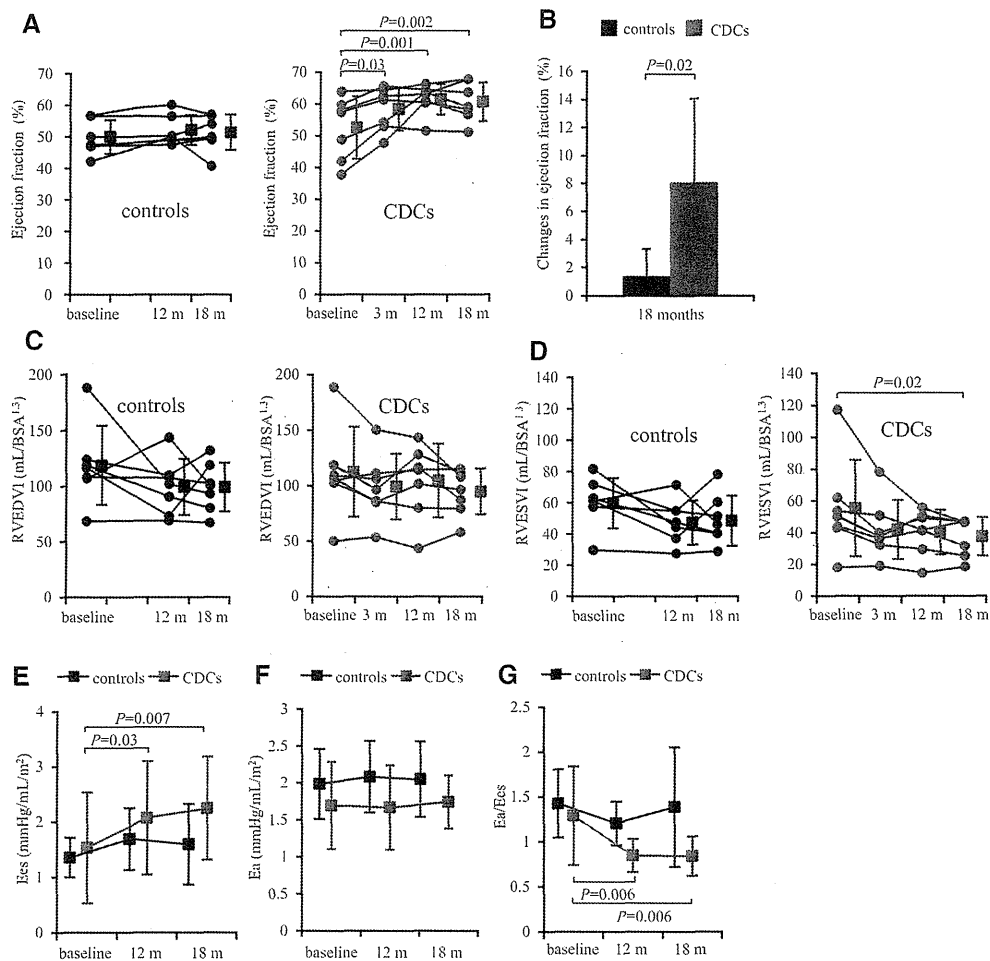 A
Ejection fraction (%)
70
60
50
40
30
20
10
0
controls
baseline 12 m 18 m
P=0.002
P=0.001
P=0.03
Ejection fraction (%)
70
60
50
40
30
20
10
0
CDCs
baseline 3 m 12 m 18 m
B
controls CDCs
P=0.02
Changes in ejection fraction (%)
16
14
12
10
8
6
4
2
0
18 months
C
RVEDVI (mL/BSA1.3)
200
150
100
50
0
controls
baseline 12 m 18 m
RVEDVI (mL/BSA1.3)
200
150
100
50
0
CDCs
baseline 3 m 12 m 18 m
D
RVESVI (mL/BSA1.3)
140
120
100
80
60
40
20
0
controls
baseline 12 m 18 m
P=0.02
RVESVI (mL/BSA1.3)
140
120
100
80
60
40
20
0
CDCs
baseline 3 m 12 m 18 m
E
controls CDCs
P=0.007
P=0.03
Ees (mmHg/mL/m2)
4
3
2
1
0
baseline 12 m 18 m
F
controls CDCs
Ea (mmHg/mL/m2)
3
2.5
2
1.5
1
0.5
0
baseline 12 m 18 m
G
controls CDCs
Ea/Ees
2.5
2
1.5
1
0.5
0
P=0.006
P=0.006
baseline 12 m 18 m